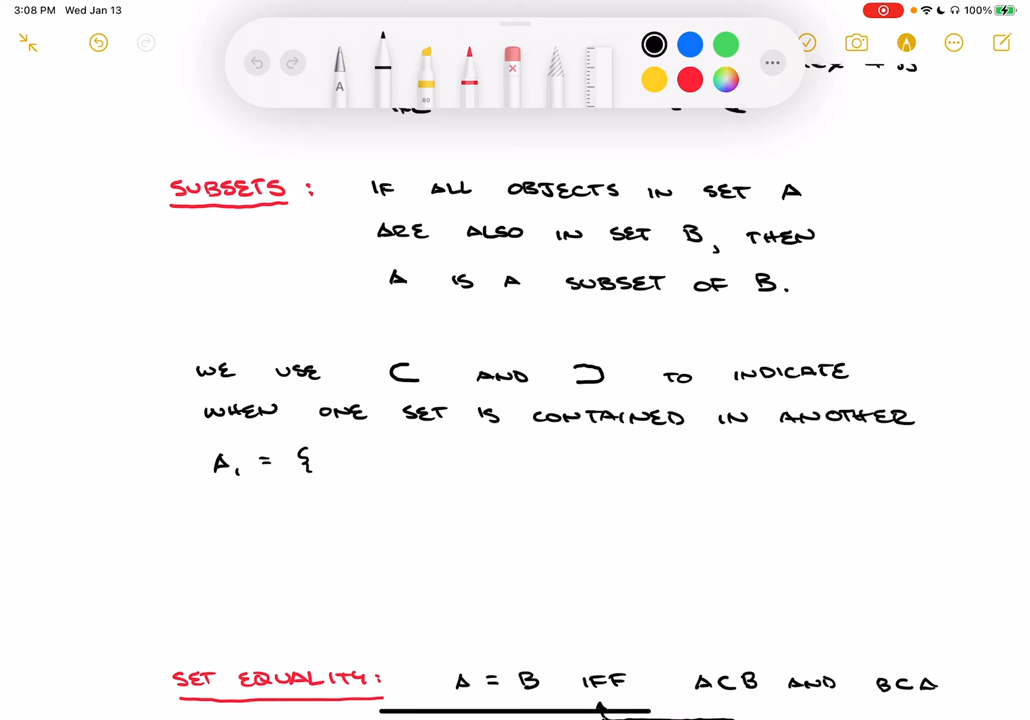 3:08 PM Wed Jan 13
100%
A
80
SUBSETS : IF ALL OBJECTS IN SET A
ARE ALSO IN SET B, THEN
A IS A SUBSET OF B.
WE USE ⊂ AND ⊃ TO INDICATE
WHEN ONE SET IS CONTAINED IN ANOTHER
A₁ = {
SET EQUALITY: A = B IFF A⊂B AND B⊂A